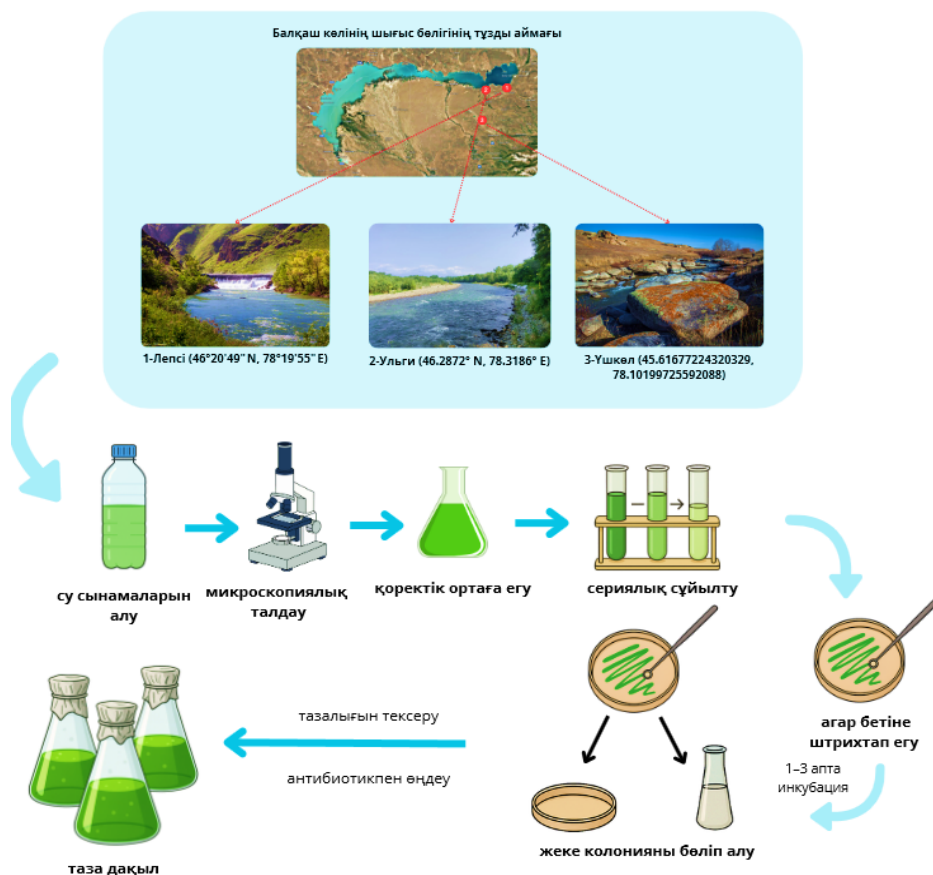 Балқаш көлінің шығыс бөлігінің тұзды аймағы
1-Лепсі (46°20'49" N, 78°19'55" E)
2-Ульги (46.2872° N, 78.3186° E)
3-Үшкөл (45.61677224320329,
78.10199725592088)
су сынамаларын
алу
микроскопиялық
талдау
қоректік ортаға егу
сериялық сұйылту
агар бетіне
штрихтап егу
1–3 апта
инкубация
жеке колонияны бөліп алу
тазалығын тексеру
антибиотикпен өңдеу
таза дақыл